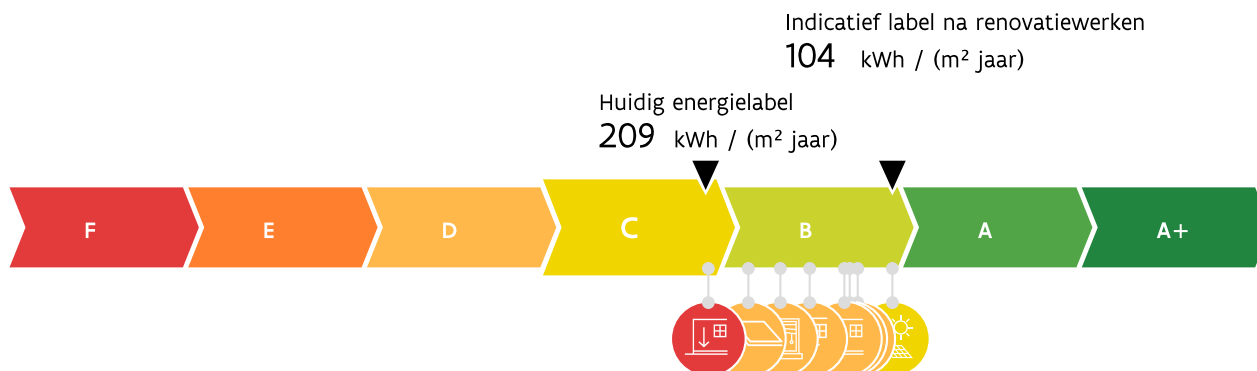 Indicatief label na renovatiewerken
104 kWh / (m² jaar)
Huidig energielabel
209 kWh / (m² jaar)
F E D C B A A+